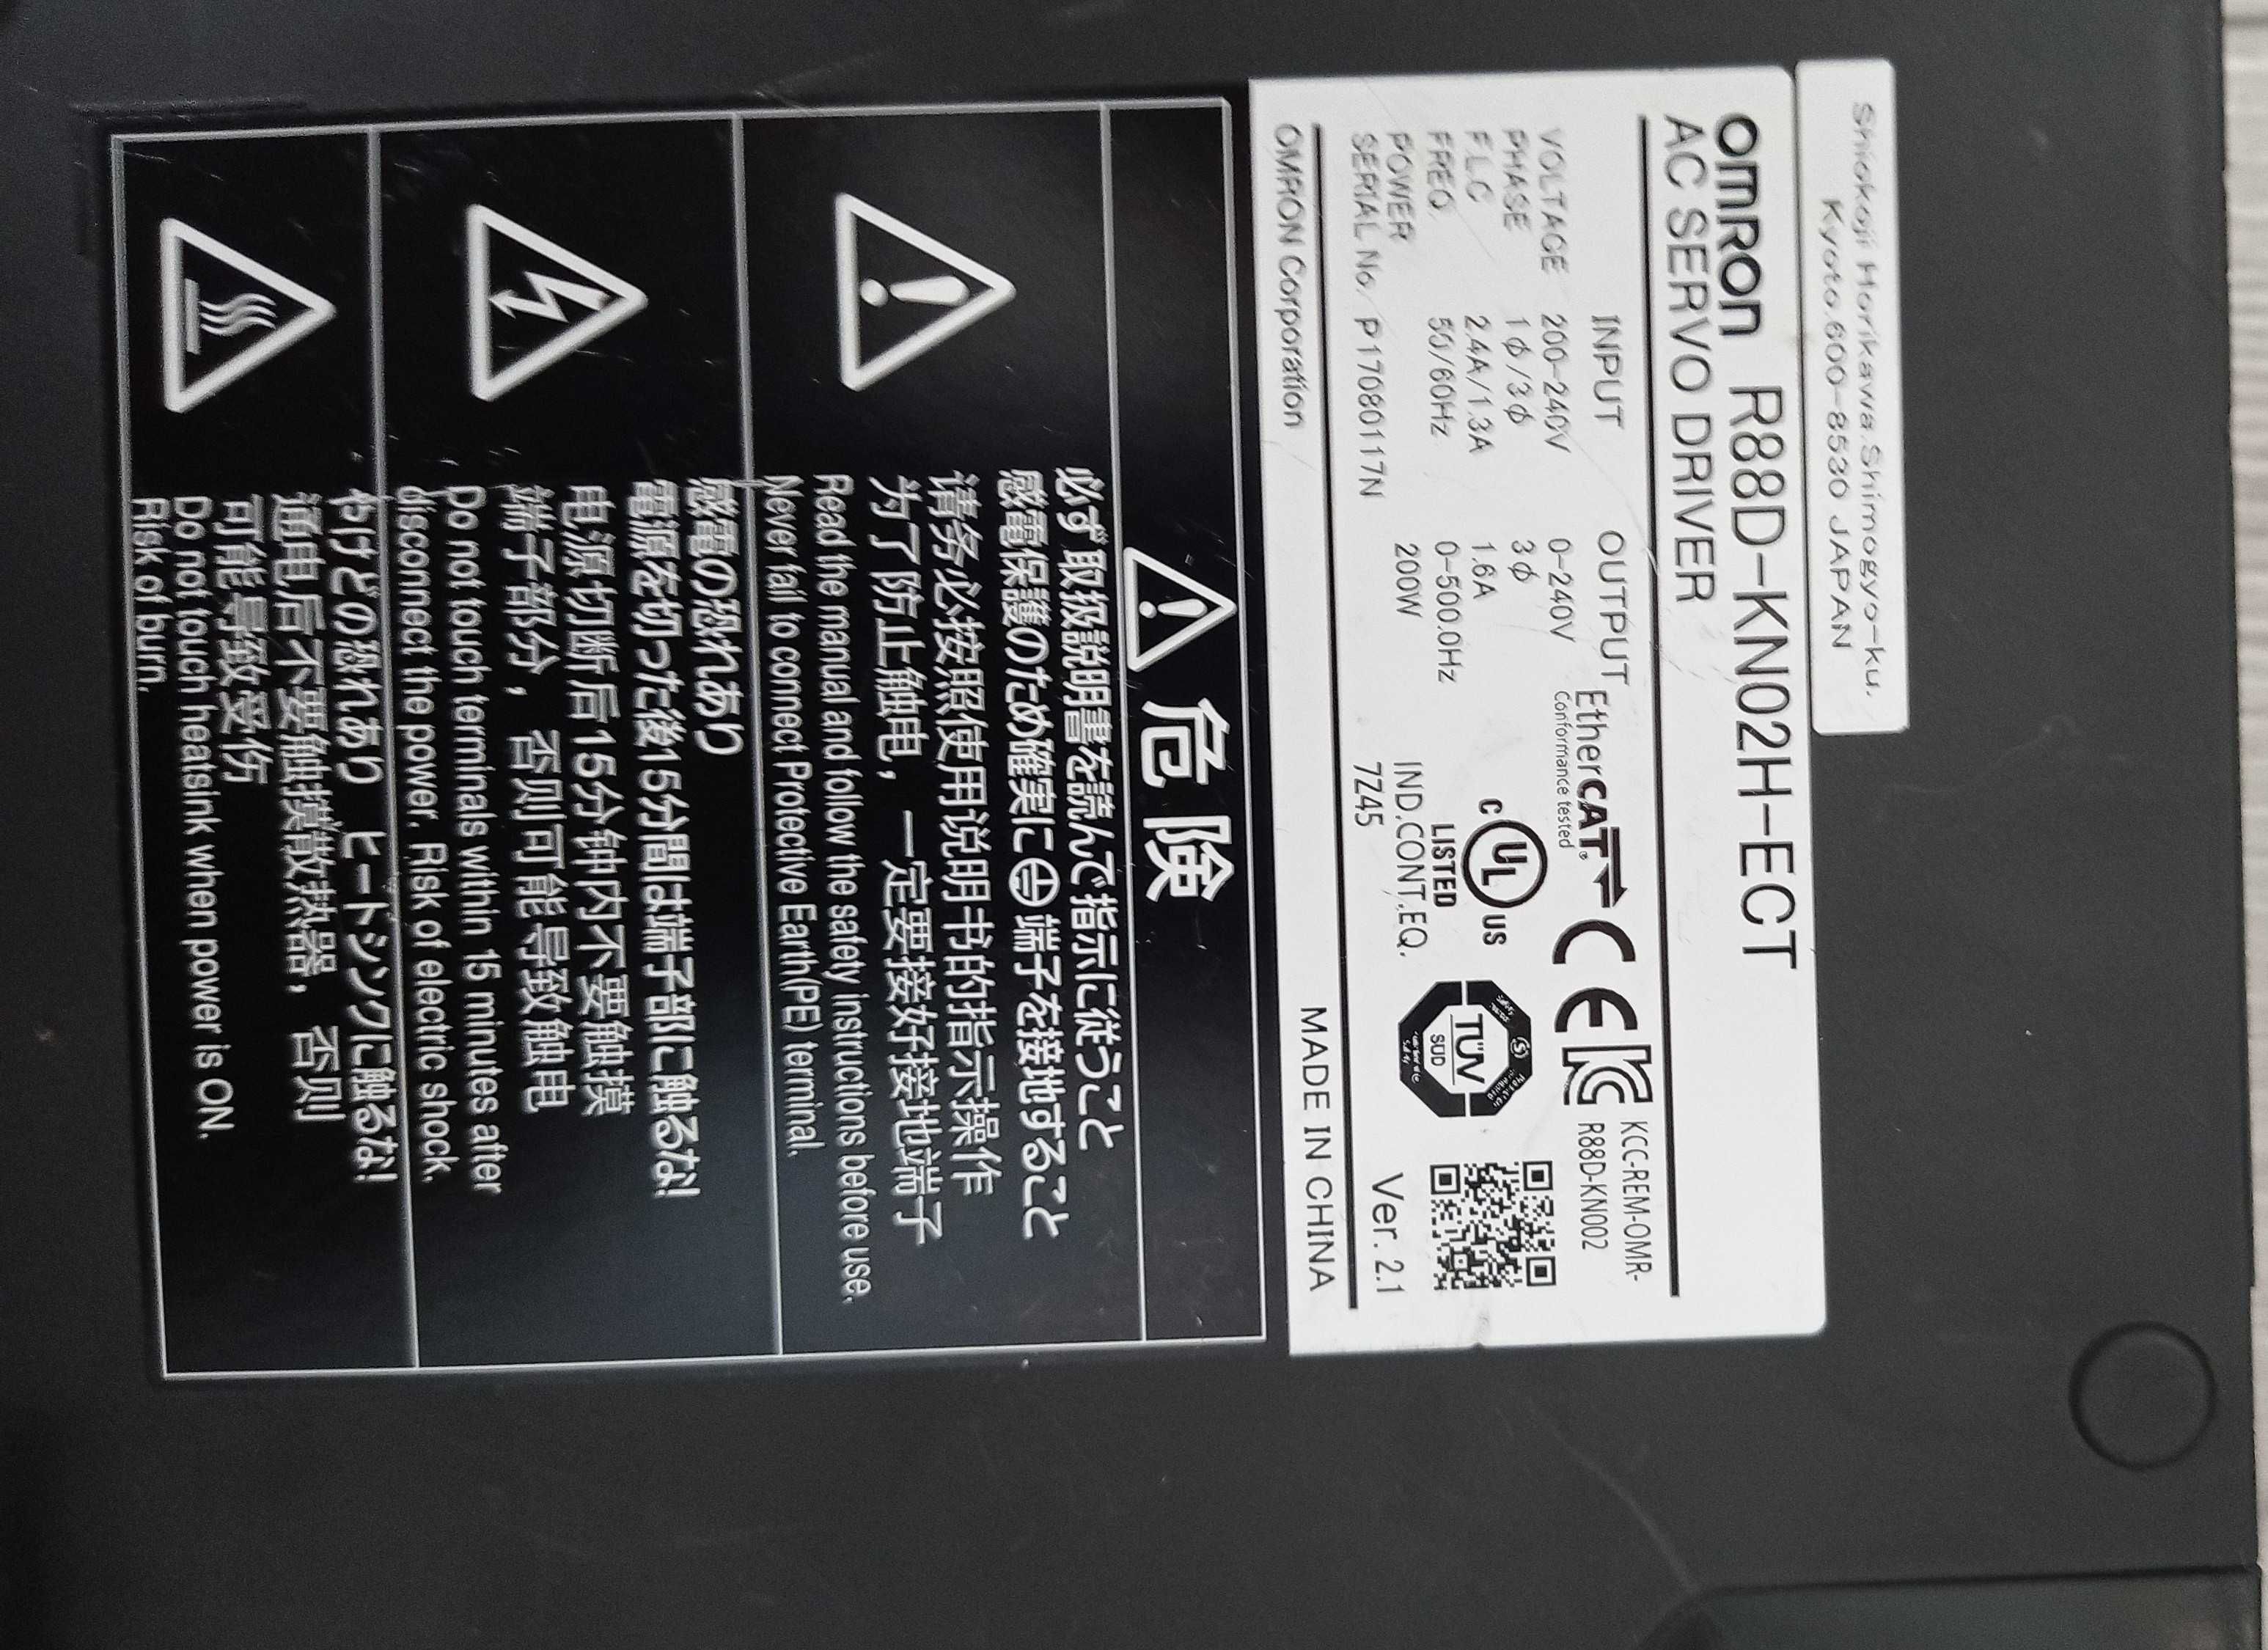 Shiokoji Horikawa,Shimogyo-ku,
Kyoto,600-8530 JAPAN
OMRON R88D-KN02H-ECT
AC SERVO DRIVER
INPUT OUTPUT
VOLTAGE 200-240V 0-240V
PHASE 1ϕ/3ϕ 3ϕ
F.L.C 2.4A/1.3A 1.6A
FREQ. 50/60Hz 0-500.0Hz
POWER 200W
SERIAL No. P170801117N
EtherCAT®
Conformance tested
CE
KCC-REM-OMR-
R88D-KN002
C UL US
LISTED
IND.CONT.EQ.
7Z45
TÜV
SÜD
Ver. 2.1
OMRON Corporation MADE IN CHINA
危険
必ず取扱説明書を読んで指示に従うこと
感電保護のため確実に⏚端子を接地すること
请务必按照使用说明书的指示操作
为了防止触电，一定要接好接地端子
Read the manual and follow the safety instructions before use.
Never fail to connect Protective Earth(PE) terminal.
感電の恐れあり
電源を切った後15分間は端子部に触るな!
电源切断后15分钟内不要触摸
端子部分，否则可能导致触电
Do not touch terminals within 15 minutes after
disconnect the power. Risk of electric shock.
やけどの恐れあり ヒートシンクに触るな!
通电后不要触摸散热器，否则
可能导致受伤
Do not touch heatsink when power is ON.
Risk of burn.